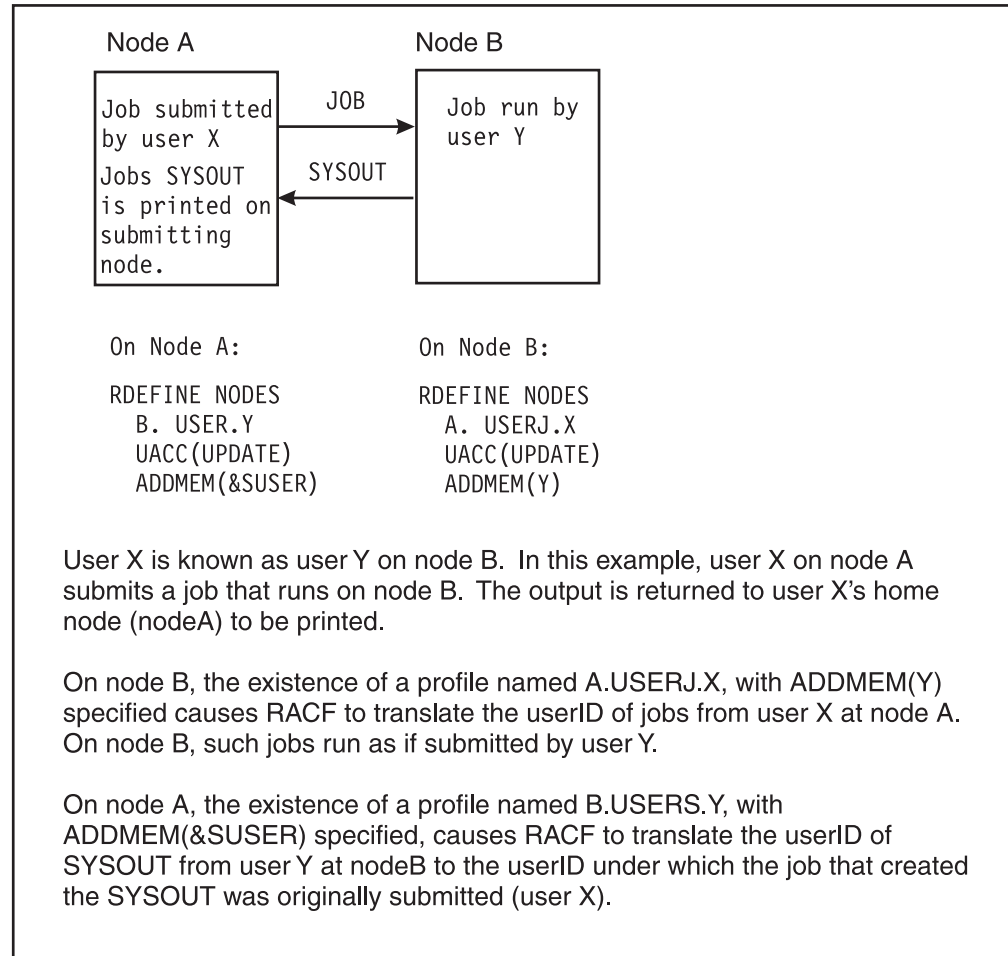 Node A
Node B
Job submitted
by user X
Jobs SYSOUT
is printed on
submitting
node.
JOB
SYSOUT
Job run by
user Y
On Node A:
RDEFINE NODES
B. USER.Y
UACC(UPDATE)
ADDMEM(&SUSER)
On Node B:
RDEFINE NODES
A. USERJ.X
UACC(UPDATE)
ADDMEM(Y)
User X is known as user Y on node B. In this example, user X on node A
submits a job that runs on node B. The output is returned to user X's home
node (nodeA) to be printed.
On node B, the existence of a profile named A.USERJ.X, with ADDMEM(Y)
specified causes RACF to translate the userID of jobs from user X at node A.
On node B, such jobs run as if submitted by user Y.
On node A, the existence of a profile named B.USERS.Y, with
ADDMEM(&SUSER) specified, causes RACF to translate the userID of
SYSOUT from user Y at nodeB to the userID under which the job that created
the SYSOUT was originally submitted (user X).